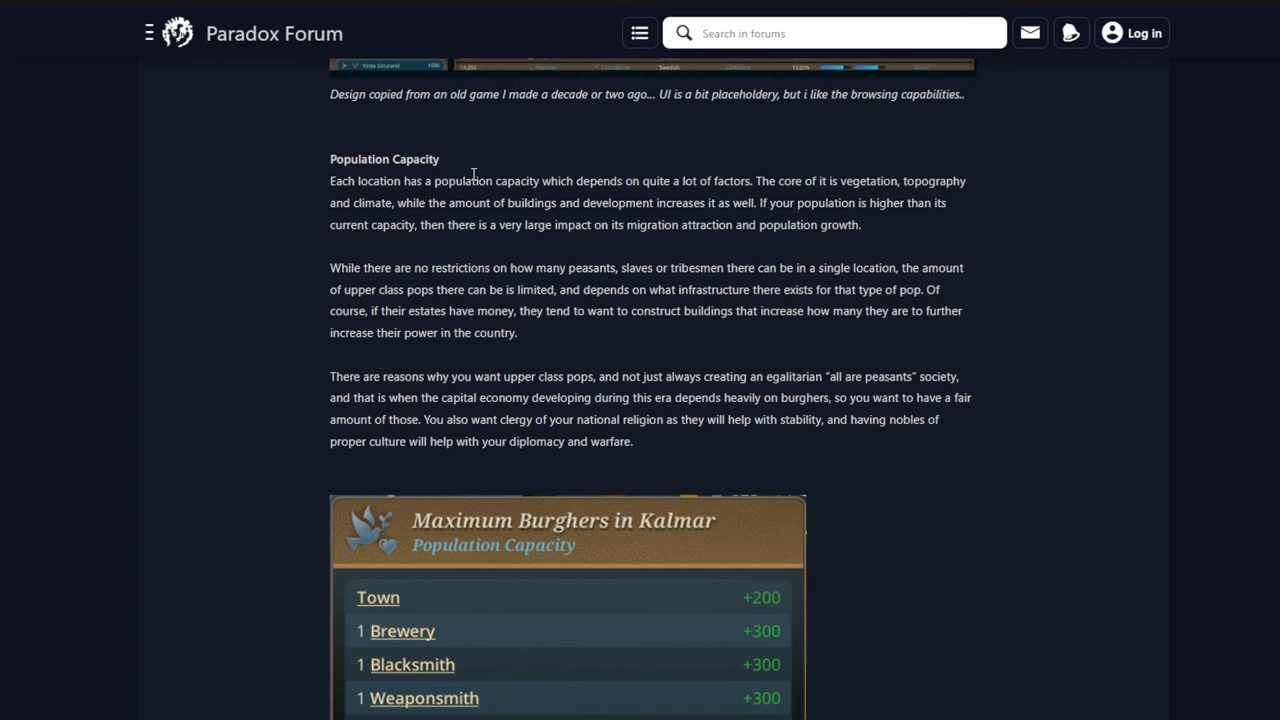 Paradox Forum
Search in forums
Log in
Design copied from an old game I made a decade or two ago... UI is a bit placeholdery, but i like the browsing capabilities..
Population Capacity
Each location has a population capacity which depends on quite a lot of factors. The core of it is vegetation, topography
and climate, while the amount of buildings and development increases it as well. If your population is higher than its
current capacity, then there is a very large impact on its migration attraction and population growth.
While there are no restrictions on how many peasants, slaves or tribesmen there can be in a single location, the amount
of upper class pops there can be is limited, and depends on what infrastructure there exists for that type of pop. Of
course, if their estates have money, they tend to want to construct buildings that increase how many they are to further
increase their power in the country.
There are reasons why you want upper class pops, and not just always creating an egalitarian “all are peasants” society,
and that is when the capital economy developing during this era depends heavily on burghers, so you want to have a fair
amount of those. You also want clergy of your national religion as they will help with stability, and having nobles of
proper culture will help with your diplomacy and warfare.
Maximum Burghers in Kalmar
Population Capacity
Town +200
1 Brewery +300
1 Blacksmith +300
1 Weaponsmith +300